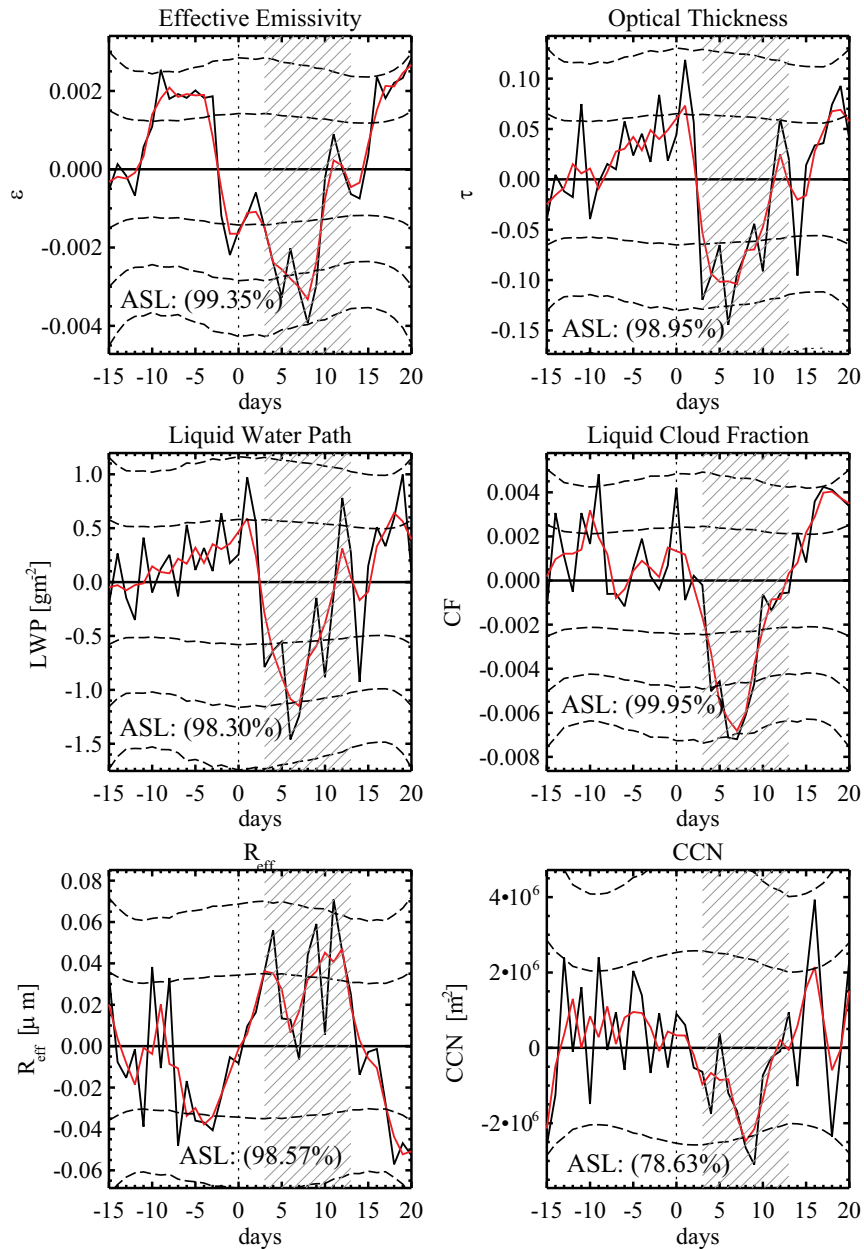 Effective Emissivity
0.002
0.000
-0.002
-0.004
ε
ASL: (99.35%)
-15 -10 -5 0 5 10 15 20
days
Optical Thickness
0.10
0.05
0.00
-0.05
-0.10
-0.15
τ
ASL: (98.95%)
-15 -10 -5 0 5 10 15 20
days
Liquid Water Path
1.0
0.5
0.0
-0.5
-1.0
-1.5
LWP [gm²]
ASL: (98.30%)
-15 -10 -5 0 5 10 15 20
days
Liquid Cloud Fraction
0.004
0.002
0.000
-0.002
-0.004
-0.006
-0.008
CF
ASL: (99.95%)
-15 -10 -5 0 5 10 15 20
days
R_eff
0.08
0.06
0.04
0.02
0.00
-0.02
-0.04
-0.06
R_eff [μ m]
ASL: (98.57%)
-15 -10 -5 0 5 10 15 20
days
CCN
4•10⁶
2•10⁶
0
-2•10⁶
CCN [m²]
ASL: (78.63%)
-15 -10 -5 0 5 10 15 20
days